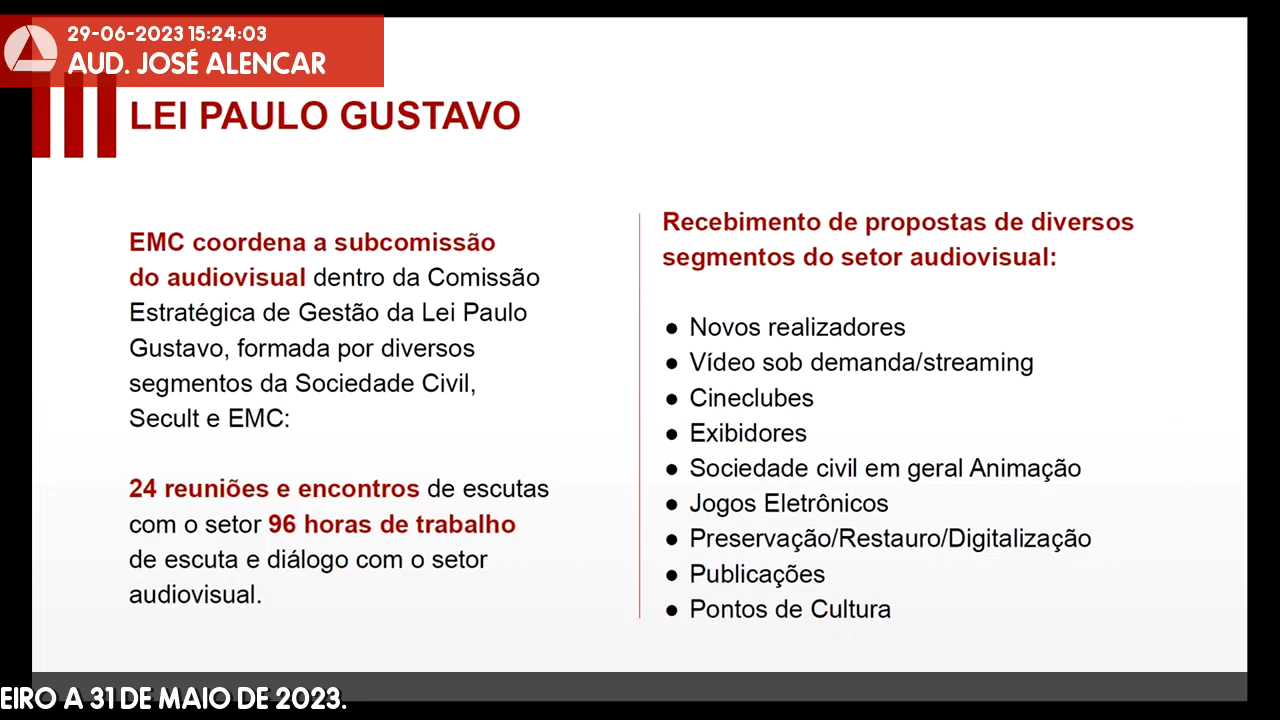 29-06-2023 15:24:03
AUD. JOSÉ ALENCAR
LEI PAULO GUSTAVO
EMC coordena a subcomissão
do audiovisual dentro da Comissão
Estratégica de Gestão da Lei Paulo
Gustavo, formada por diversos
segmentos da Sociedade Civil,
Secult e EMC:
24 reuniões e encontros de escutas
com o setor 96 horas de trabalho
de escuta e diálogo com o setor
audiovisual.
Recebimento de propostas de diversos
segmentos do setor audiovisual:
● Novos realizadores
● Vídeo sob demanda/streaming
● Cineclubes
● Exibidores
● Sociedade civil em geral Animação
● Jogos Eletrônicos
● Preservação/Restauro/Digitalização
● Publicações
● Pontos de Cultura
EIRO A 31 DE MAIO DE 2023.